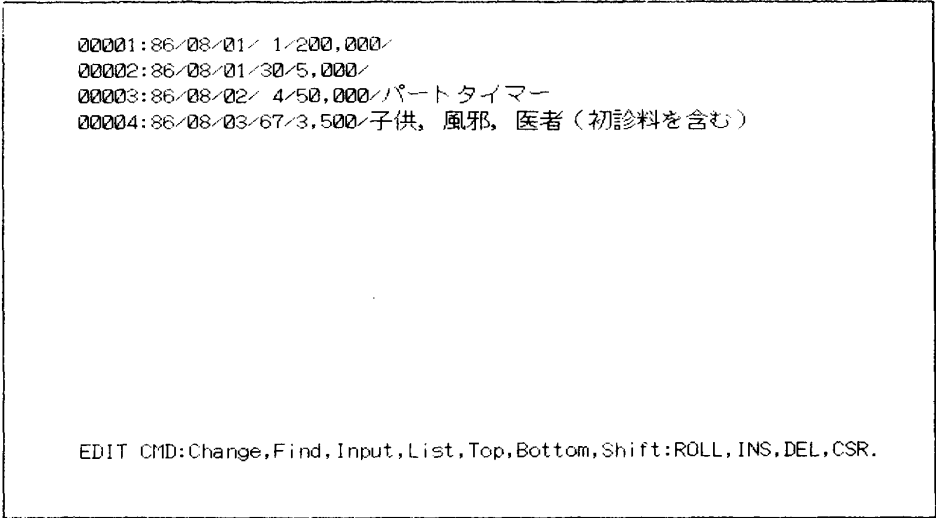 00001:86/08/01/ 1/200,000/
00002:86/08/01/30/5,000/
00003:86/08/02/ 4/50,000/パートタイマー
00004:86/08/03/67/3,500/子供，風邪，医者（初診料を含む）
EDIT CMD:Change,Find,Input,List,Top,Bottom,Shift:ROLL,INS,DEL,CSR.